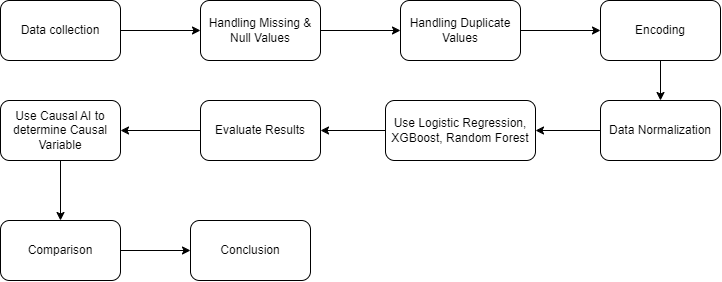 Data collection
Handling Missing &
Null Values
Handling Duplicate
Values
Encoding
Use Causal AI to
determine Causal
Variable
Evaluate Results
Use Logistic Regression,
XGBoost, Random Forest
Data Normalization
Comparison
Conclusion